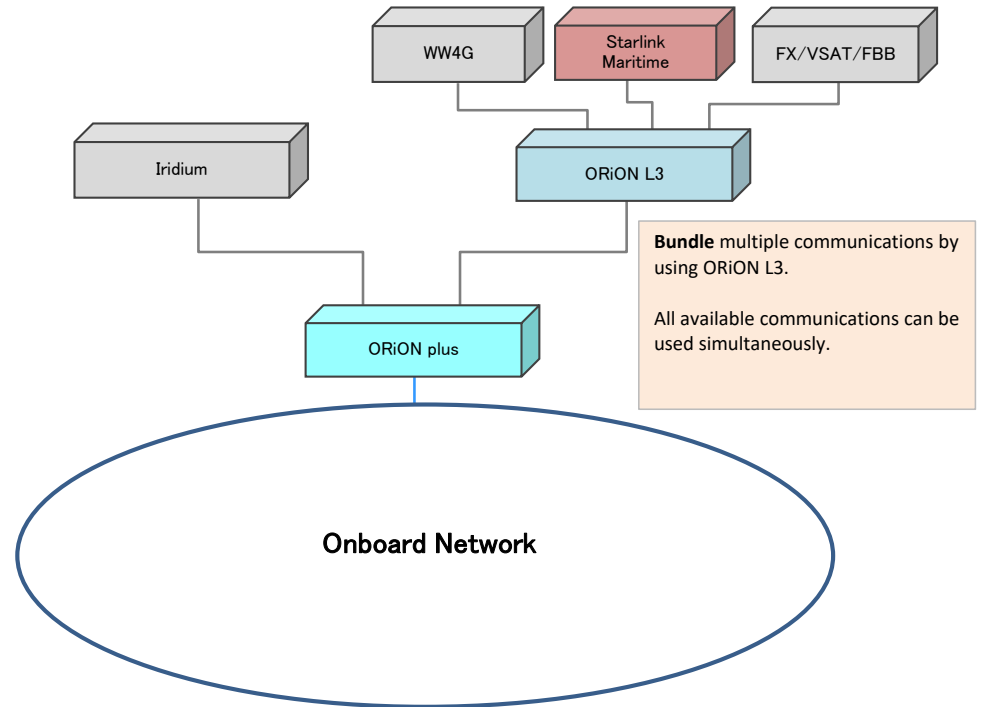 WW4G
Starlink
Maritime
FX/VSAT/FBB
Iridium
ORiON L3
Bundle multiple communications by
using ORiON L3.
All available communications can be
used simultaneously.
ORiON plus
Onboard Network